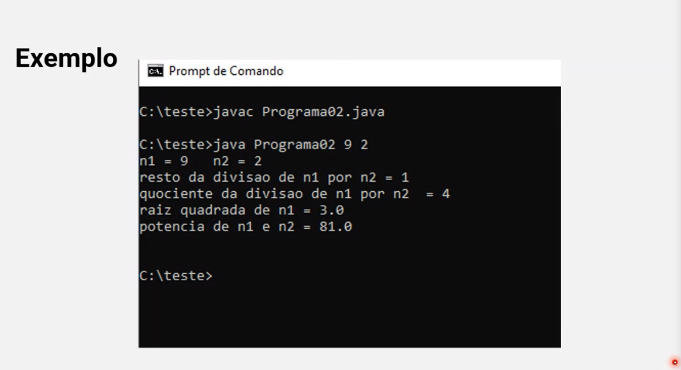 Exemplo
Prompt de Comando
C:\teste>javac Programa02.java
C:\teste>java Programa02 9 2
n1 = 9   n2 = 2
resto da divisao de n1 por n2 = 1
quociente da divisao de n1 por n2  = 4
raiz quadrada de n1 = 3.0
potencia de n1 e n2 = 81.0
C:\teste>